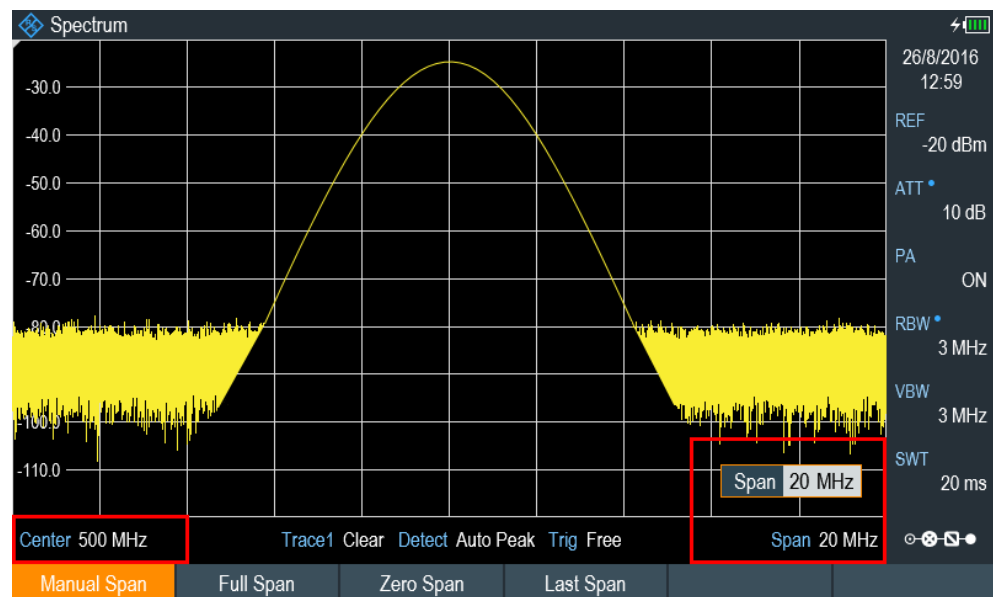 Spectrum
26/8/2016
12:59
-30.0
-40.0
-50.0
-60.0
-70.0
-80.0
-100.0
-110.0
REF
-20 dBm
ATT
10 dB
PA
ON
RBW
3 MHz
VBW
3 MHz
SWT
20 ms
Span 20 MHz
Center 500 MHz Trace1 Clear Detect Auto Peak Trig Free Span 20 MHz
Manual Span Full Span Zero Span Last Span